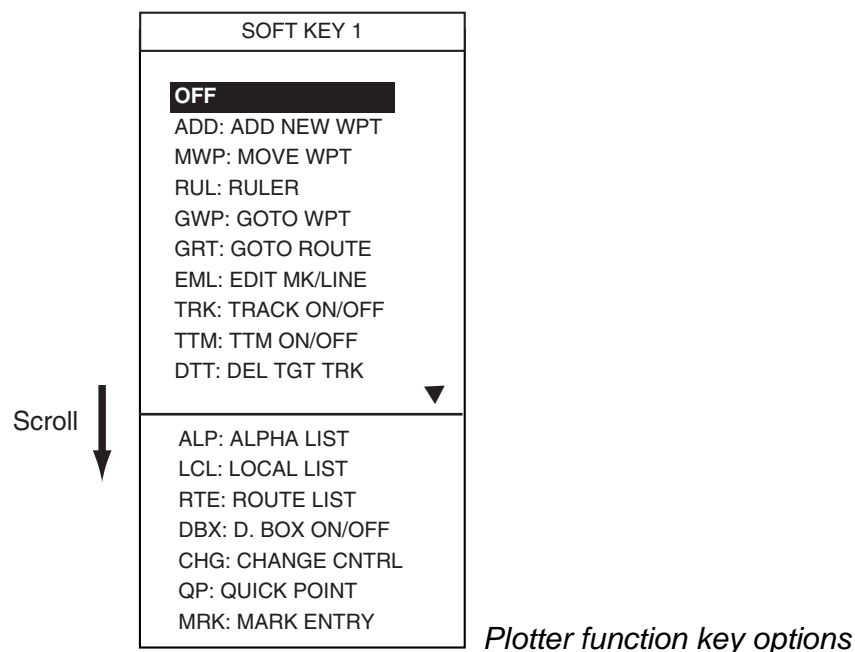 SOFT KEY 1
OFF
ADD: ADD NEW WPT
MWP: MOVE WPT
RUL: RULER
GWP: GOTO WPT
GRT: GOTO ROUTE
EML: EDIT MK/LINE
TRK: TRACK ON/OFF
TTM: TTM ON/OFF
DTT: DEL TGT TRK
Scroll
ALP: ALPHA LIST
LCL: LOCAL LIST
RTE: ROUTE LIST
DBX: D. BOX ON/OFF
CHG: CHANGE CNTRL
QP: QUICK POINT
MRK: MARK ENTRY
Plotter function key options